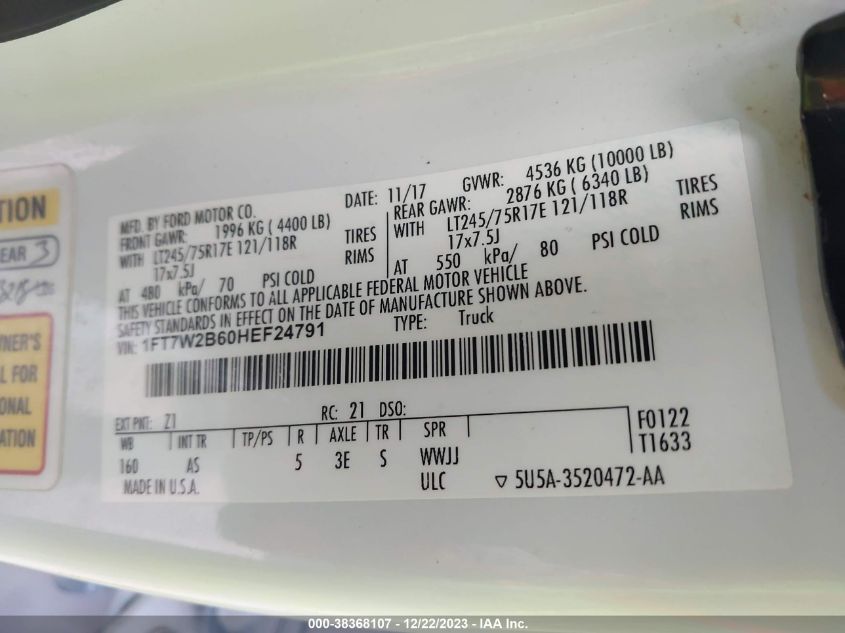 TION
EAR 3
WNER'S
L FOR
ONAL
ATION
MFD. BY FORD MOTOR CO.
DATE: 11/17 GVWR: 4536 KG (10000 LB)
FRONT GAWR: 1996 KG ( 4400 LB)
REAR GAWR: 2876 KG ( 6340 LB)
WITH LT245/75R17E 121/118R TIRES
WITH LT245/75R17E 121/118R TIRES
17x7.5J RIMS
17x7.5J RIMS
AT 480 kPa/ 70 PSI COLD
AT 550 kPa/ 80 PSI COLD
THIS VEHICLE CONFORMS TO ALL APPLICABLE FEDERAL MOTOR VEHICLE
SAFETY STANDARDS IN EFFECT ON THE DATE OF MANUFACTURE SHOWN ABOVE.
VIN: 1FT7W2B60HEF24791 TYPE: Truck
EXT PNT: Z1 RC: 21 DSO:
WB INT TR TP/PS R AXLE TR SPR F0122
160 AS 5 3E S WWJJ T1633
MADE IN U.S.A. ULC ▽ 5U5A-3520472-AA
000-38368107 - 12/22/2023 - IAA Inc.